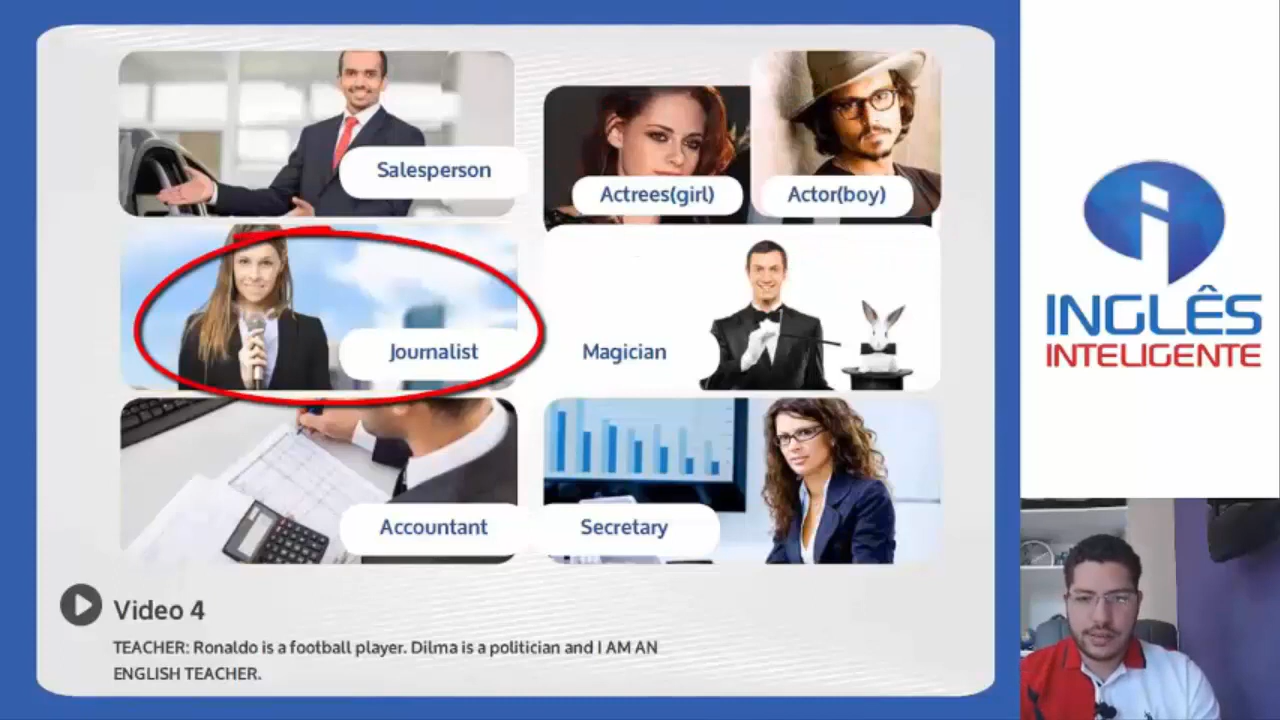 Salesperson
Actrees(girl)
Actor(boy)
Journalist
Magician
Accountant
Secretary
Video 4
TEACHER: Ronaldo is a football player. Dilma is a politician and I AM AN
ENGLISH TEACHER.
INGLÊS
INTELIGENTE